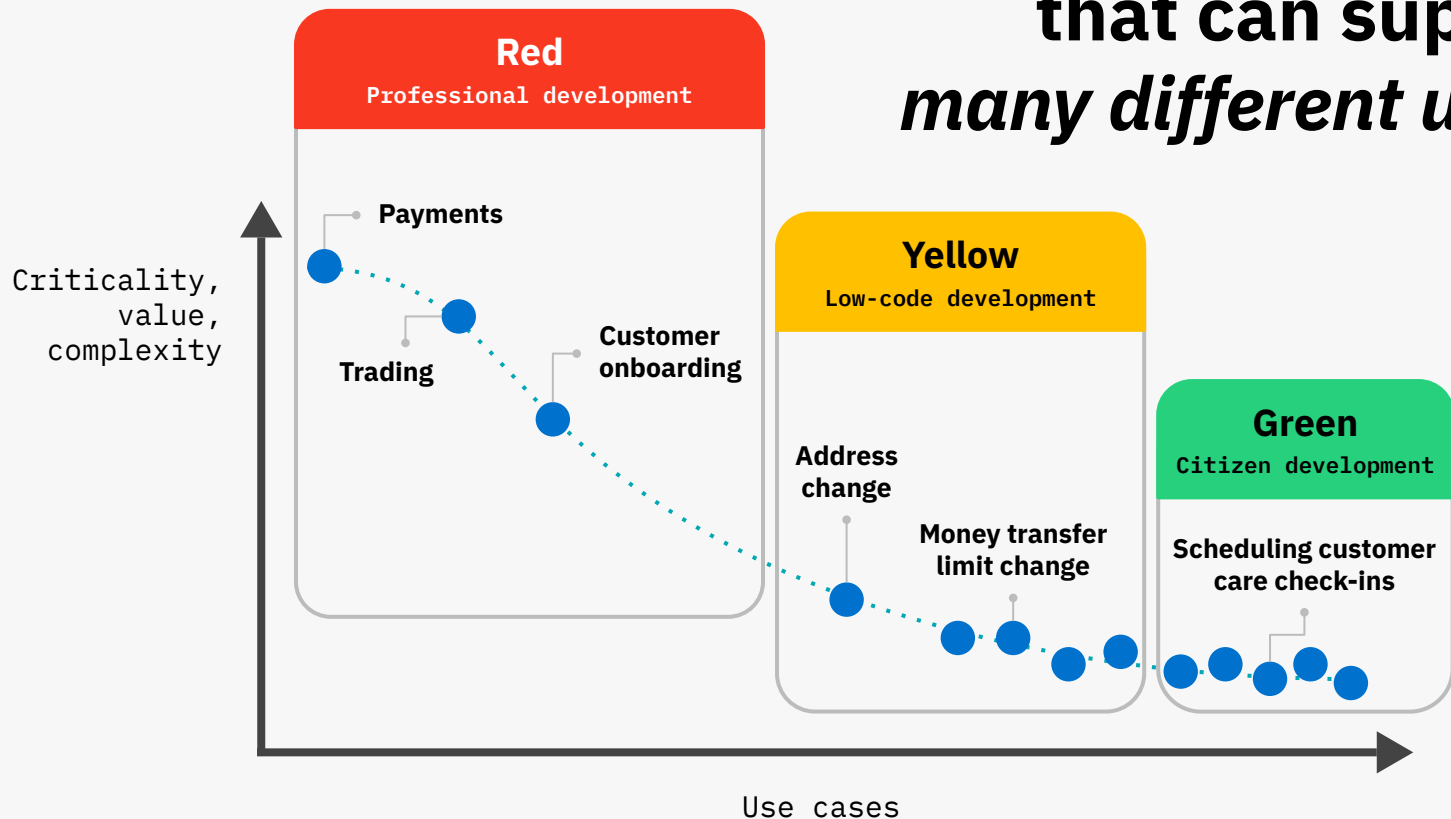 that can sup
many different u
Red
Professional development
Payments
Trading
Customer
onboarding
Yellow
Low-code development
Address
change
Money transfer
limit change
Green
Citizen development
Scheduling customer
care check-ins
Criticality,
value,
complexity
Use cases